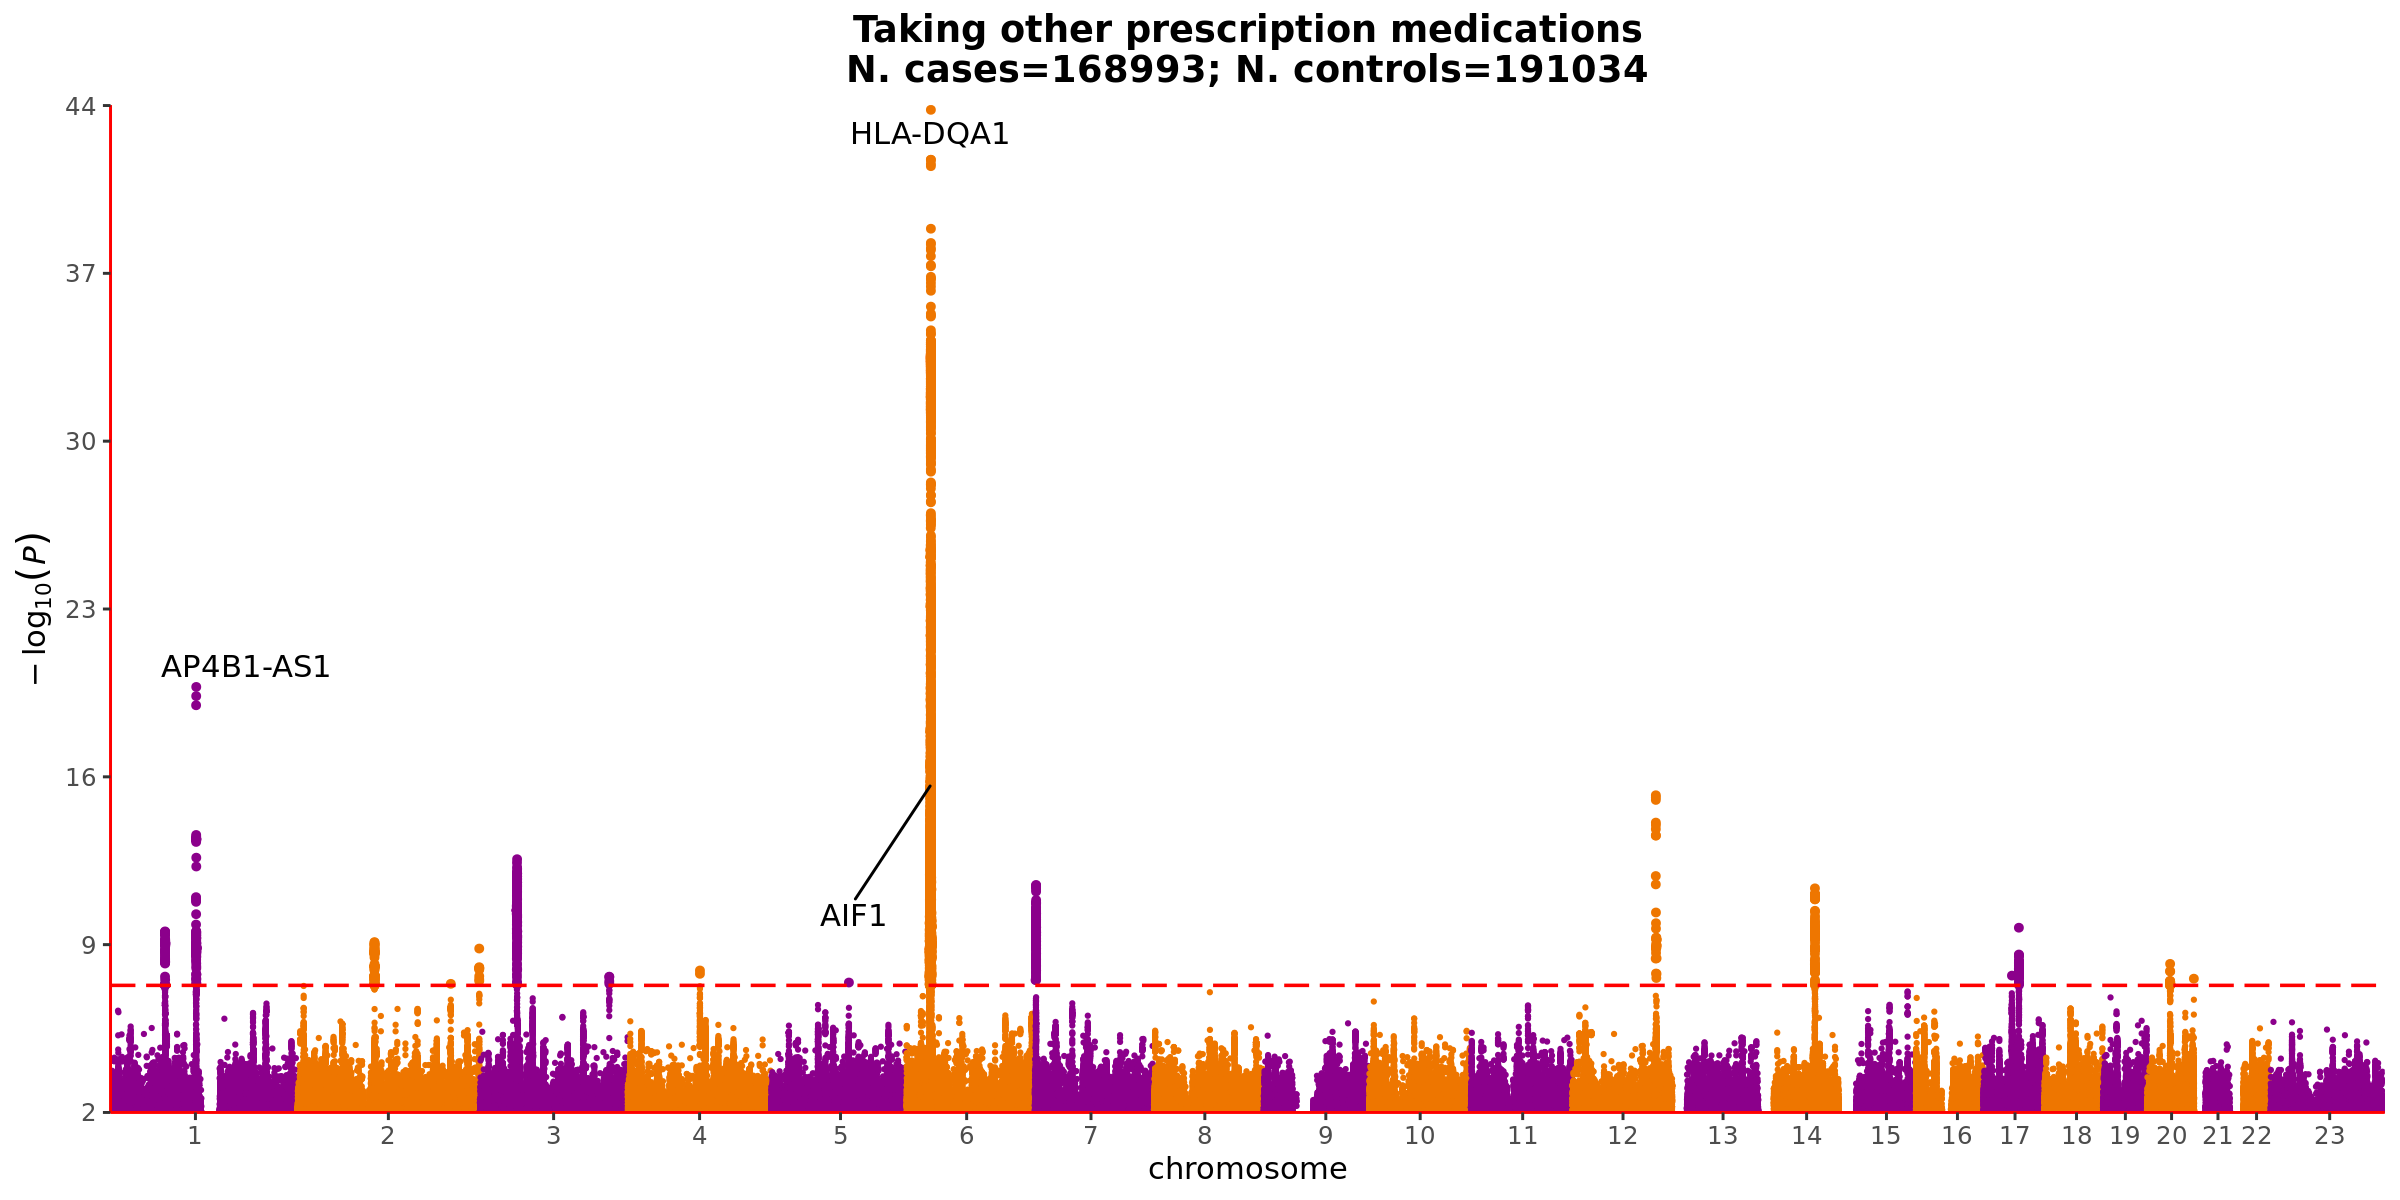 Taking other prescription medications
N. cases=168993; N. controls=191034
44
HLA-DQA1
37
30
−log10(P)
23
AP4B1-AS1
16
AIF1
9
2
1 2 3 4 5 6 7 8 9 10 11 12 13 14 15 16 17 18 19 20 21 22 23
chromosome